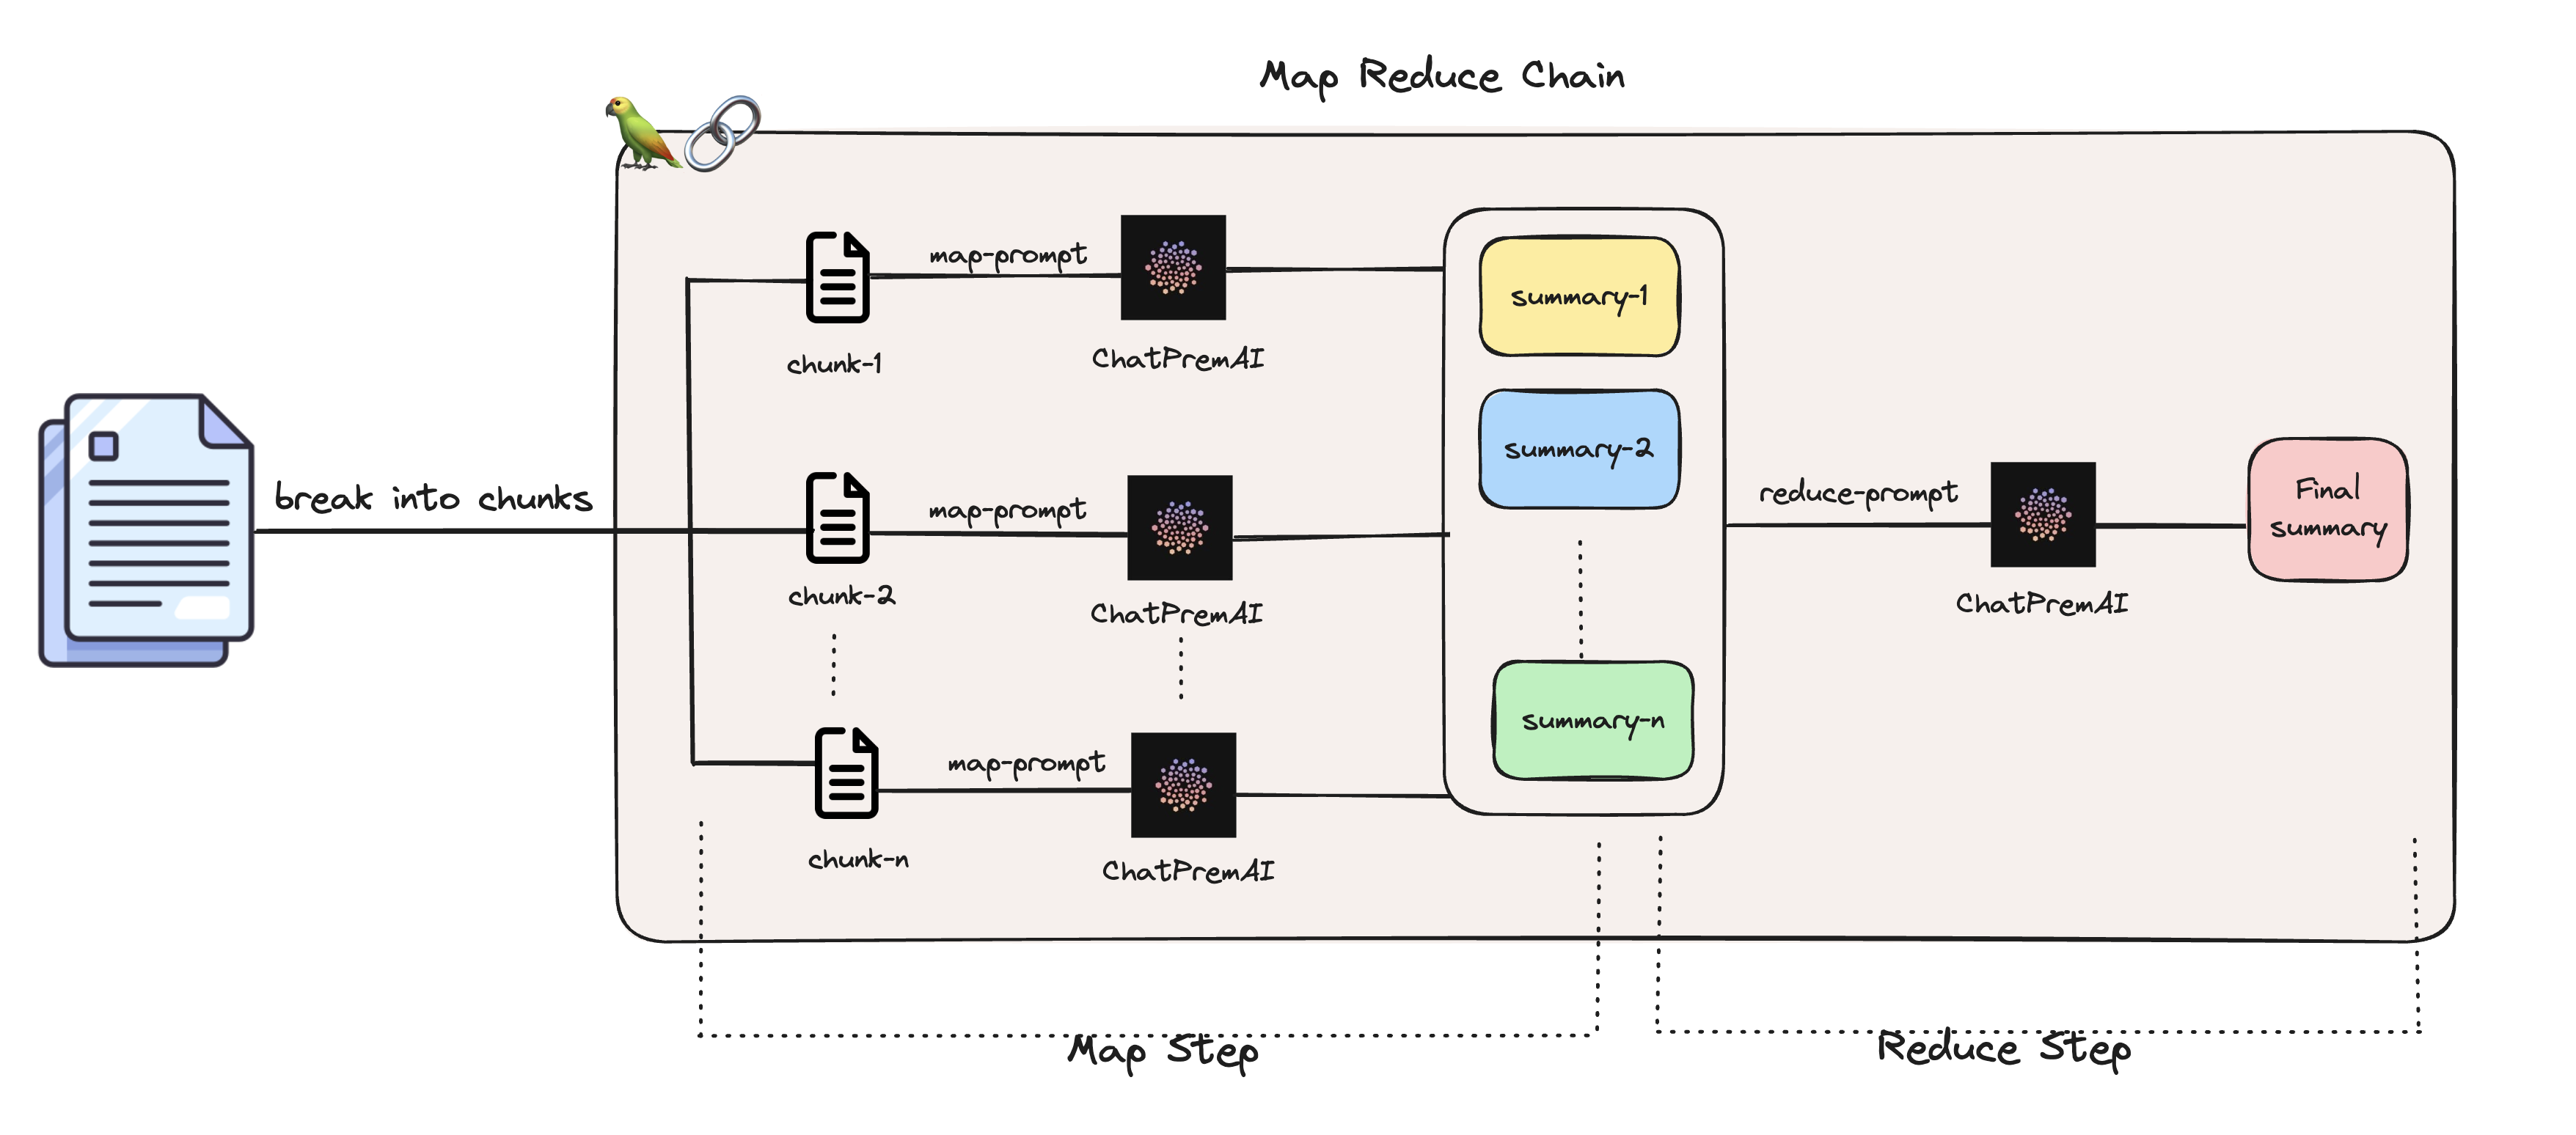 Map Reduce Chain
break into chunks
chunk-1
map-prompt
ChatPremAI
chunk-2
map-prompt
ChatPremAI
chunk-n
map-prompt
ChatPremAI
summary-1
summary-2
summary-n
reduce-prompt
ChatPremAI
Final
summary
Map Step
Reduce Step